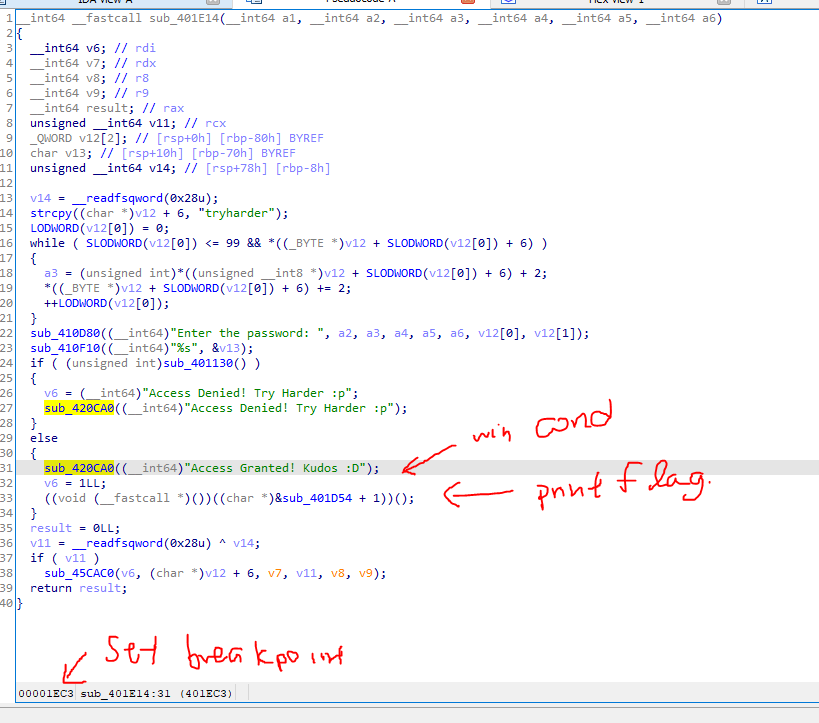 IDA View-A Pseudocode-A Hex View-1
1 __int64 __fastcall sub_401E14(__int64 a1, __int64 a2, __int64 a3, __int64 a4, __int64 a5, __int64 a6)
2 {
3 __int64 v6; // rdi
4 __int64 v7; // rdx
5 __int64 v8; // r8
6 __int64 v9; // r9
7 __int64 result; // rax
8 unsigned __int64 v11; // rcx
9 _QWORD v12[2]; // [rsp+0h] [rbp-80h] BYREF
10 char v13; // [rsp+10h] [rbp-70h] BYREF
11 unsigned __int64 v14; // [rsp+78h] [rbp-8h]
12
13 v14 = __readfsqword(0x28u);
14 strcpy((char *)v12 + 6, "tryharder");
15 LODWORD(v12[0]) = 0;
16 while ( SLODWORD(v12[0]) <= 99 && *((_BYTE *)v12 + SLODWORD(v12[0]) + 6) )
17 {
18 a3 = (unsigned int)*((unsigned __int8 *)v12 + SLODWORD(v12[0]) + 6) + 2;
19 *((_BYTE *)v12 + SLODWORD(v12[0]) + 6) += 2;
20 ++LODWORD(v12[0]);
21 }
22 sub_410D80((__int64)"Enter the password: ", a2, a3, a4, a5, a6, v12[0], v12[1]);
23 sub_410F10((__int64)"%s", &v13);
24 if ( (unsigned int)sub_401130() )
25 {
26 v6 = (__int64)"Access Denied! Try Harder :p";
27 sub_420CA0((__int64)"Access Denied! Try Harder :p");
28 }
29 else
30 {
31 sub_420CA0((__int64)"Access Granted! Kudos :D"); win cond
32 v6 = 1LL;
33 ((void (__fastcall *)())((char *)&sub_401D54 + 1))(); print flag.
34 }
35 result = 0LL;
36 v11 = __readfsqword(0x28u) ^ v14;
37 if ( v11 )
38 sub_45CAC0(v6, (char *)v12 + 6, v7, v11, v8, v9);
39 return result;
40 }
Set breakpoint
00001EC3 sub_401E14:31 (401EC3)